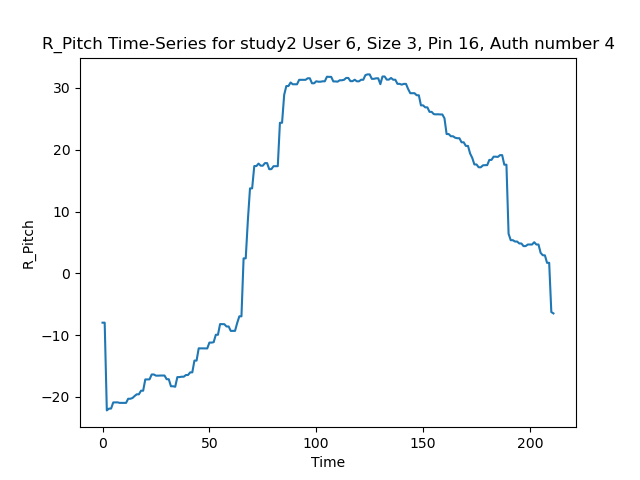 R_Pitch Time-Series for study2 User 6, Size 3, Pin 16, Auth number 4
30
20
10
0
−10
−20
R_Pitch
0 50 100 150 200
Time